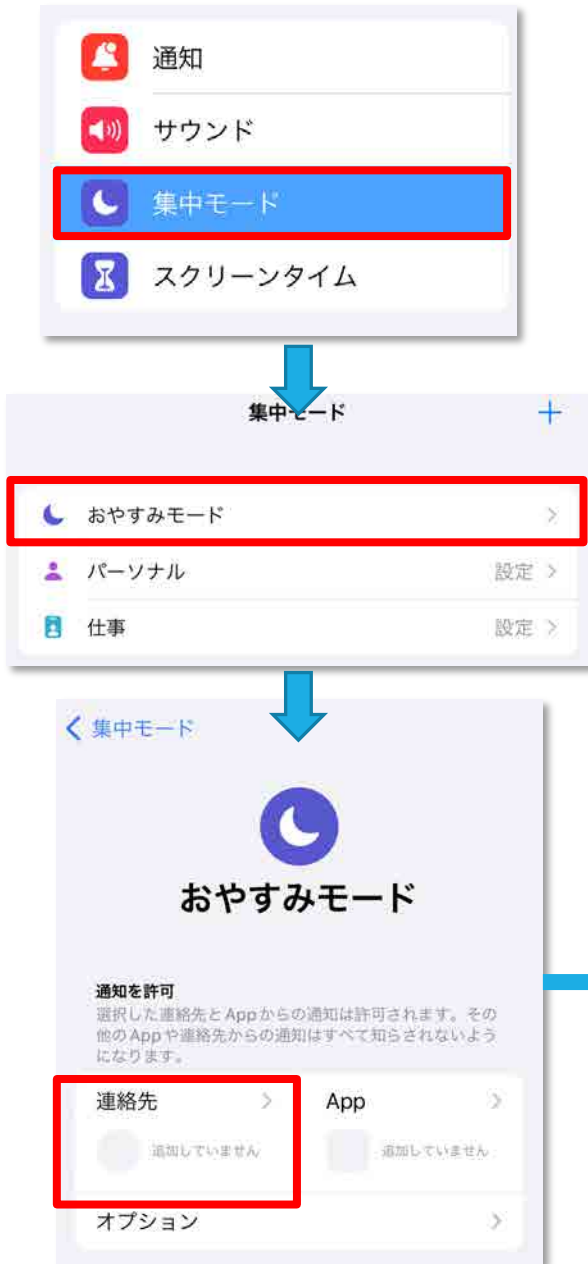 通知
サウンド
集中モード
スクリーンタイム
集中モード
おやすみモード
パーソナル 設定
仕事 設定
集中モード
おやすみモード
通知を許可
選択した連絡先とAppからの通知は許可されます。その
他のAppや連絡先からの通知はすべて知らされないよう
になります。
連絡先 App
追加していません 追加していません
オプション